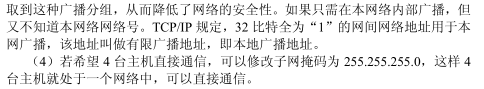 取到这种广播分组，从而降低了网络的安全性。如果只需在本网络内部广播，但
又不知道本网络网络号。TCP/IP 规定，32 比特全为“1”的网间网络地址用于本
网广播，该地址叫做有限广播地址，即本地广播地址。
（4）若希望 4 台主机直接通信，可以修改子网掩码为 255.255.255.0，这样 4
台主机就处于一个网络中，可以直接通信。